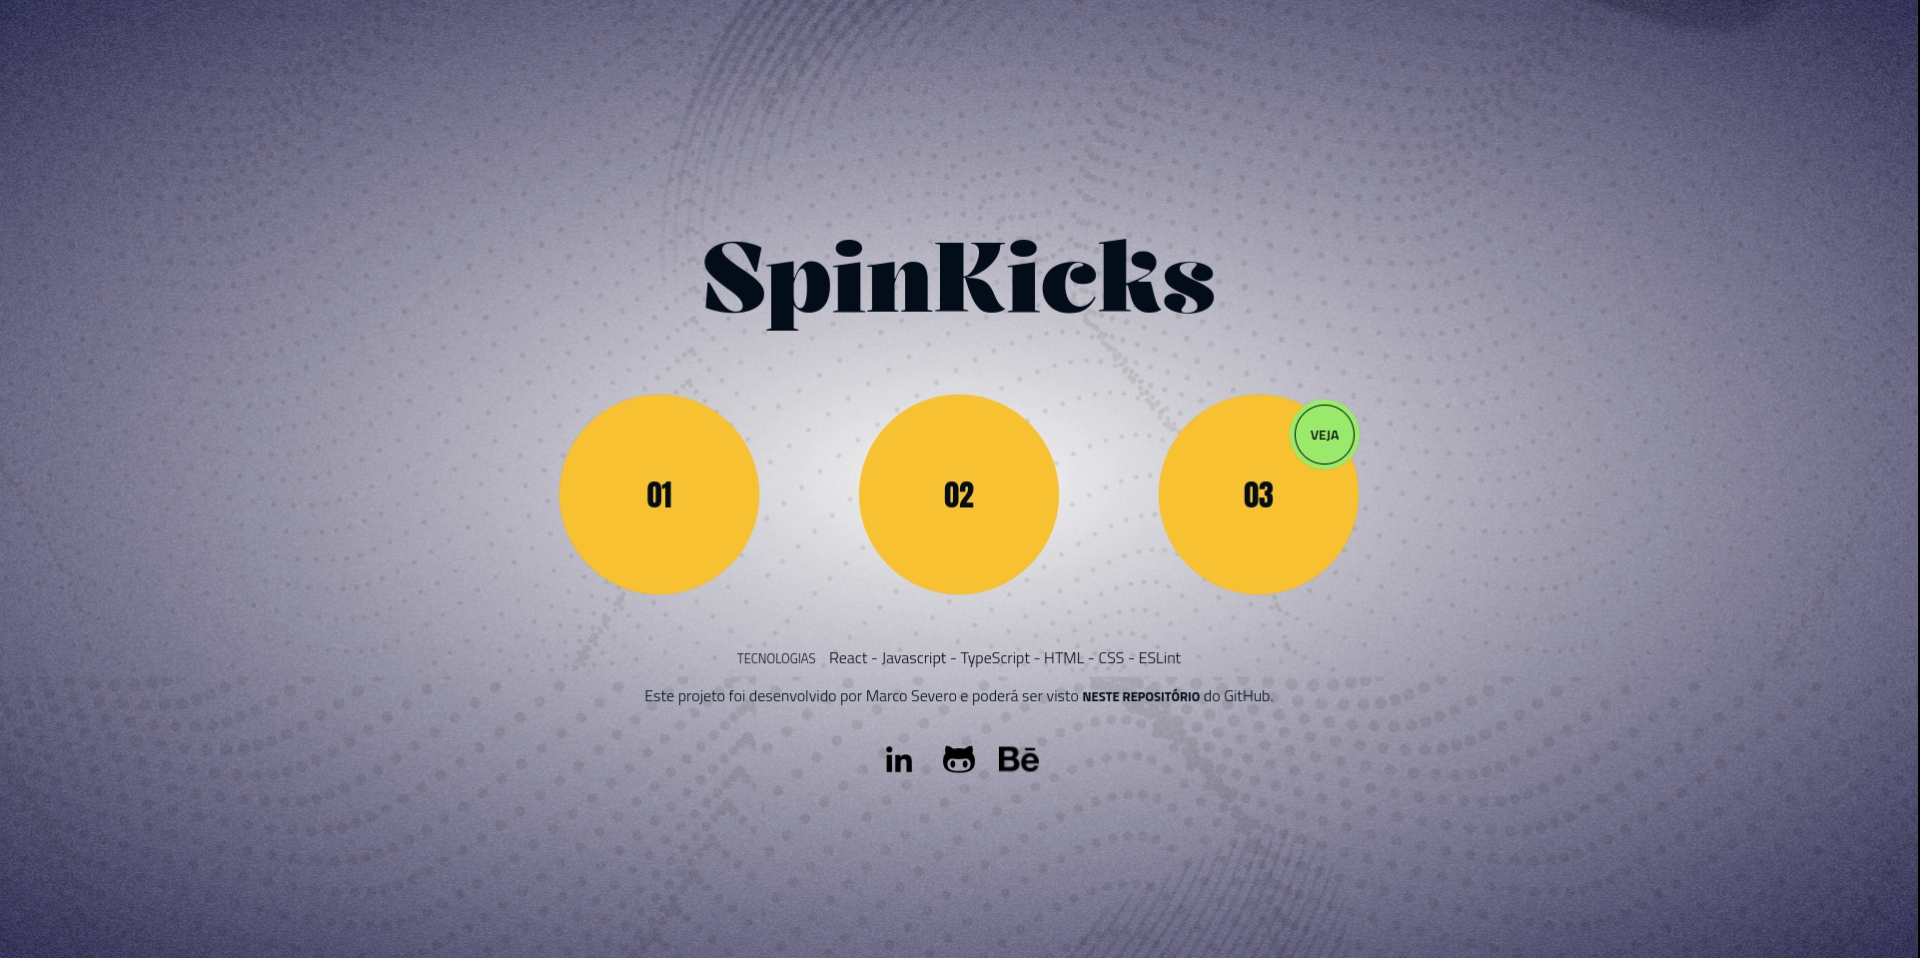 SpinKicks
01
02
03
VEJA
TECNOLOGIAS React - Javascript - TypeScript - HTML - CSS - ESLint
Este projeto foi desenvolvido por Marco Severo e poderá ser visto NESTE REPOSITÓRIO do GitHub.
in
Bē